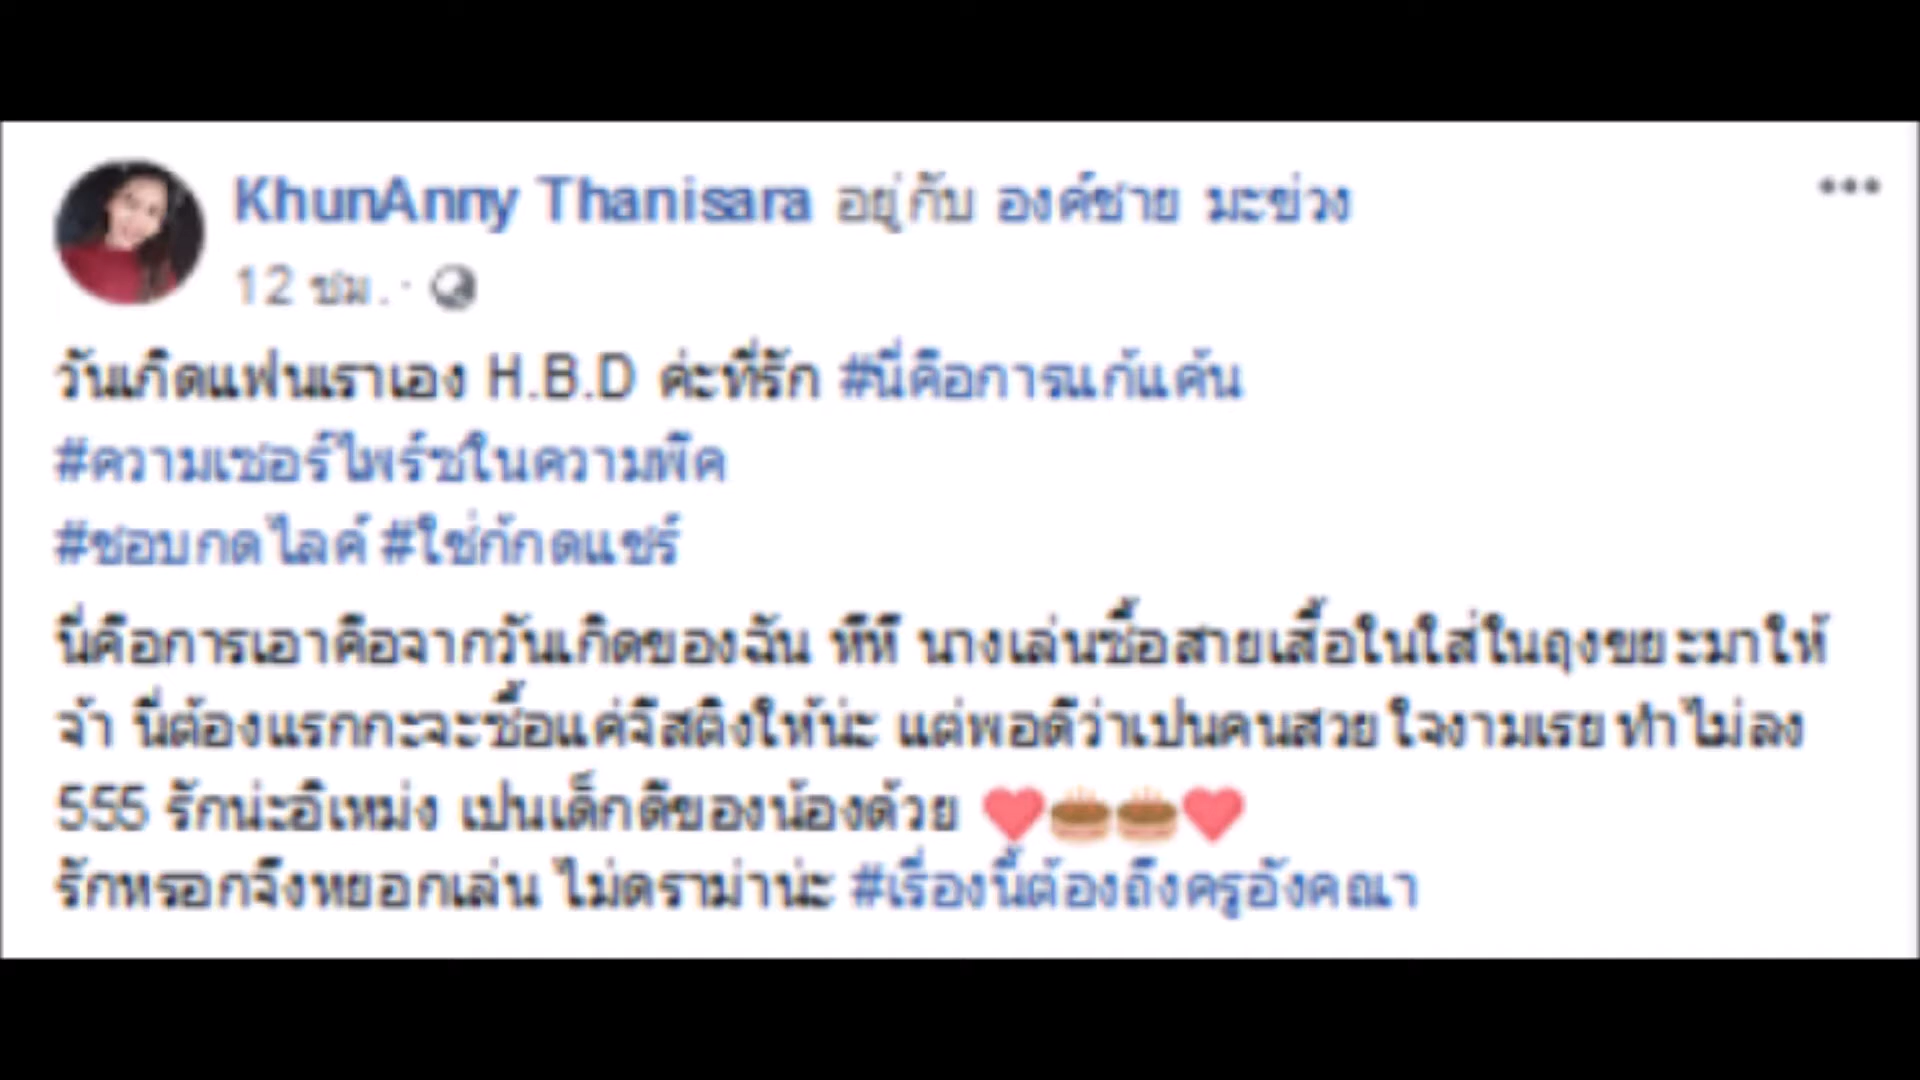 KhunAnny Thanisara อยู่กับ องค์ชาย มะข่วง
12 ชม. ·
วันเกิดแฟนเราเอง H.B.D ค่ะที่รัก #นี่คือการแก้แค้น
#ความเซอร์ไพร์ซในความพีค
#ชอบกดไลค์ #ใช่ก้กดแชร์
นี่คือการเอาคือจากวันเกิดของฉัน หึหึ นางเล่นซื้อสายเสื้อในใส่ในถุงขยะมาให้
จ้า นี่ต้องแรกกะจะซื้อแค่จีสติงให้น่ะ แต่พอดีว่าเปนคนสวย ใจงามเรย ทำไม่ลง
555 รักน่ะอิเหม่ง เปนเด็กดีของน้องด้วย ❤️🎂🎂❤️
รักหรอกจึงหยอกเล่น ไม่ดราม่าน่ะ #เรื่องนี้ต้องถึงครูอังคณา